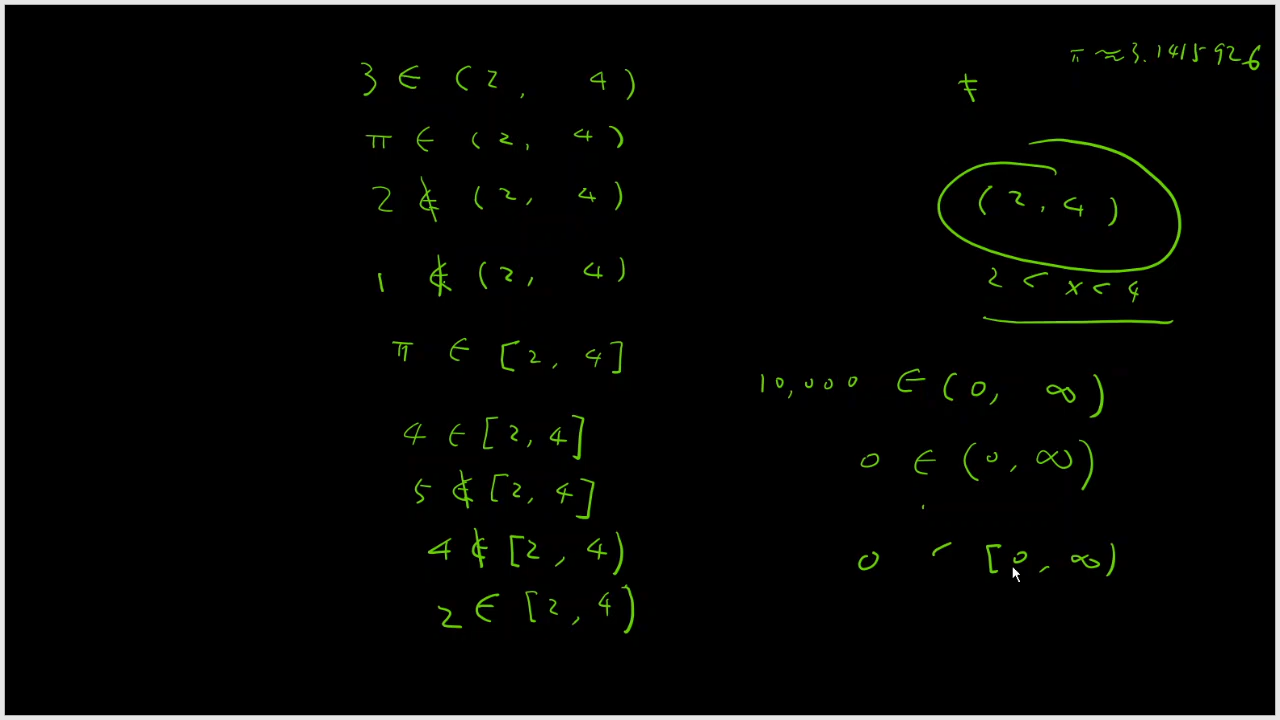 3 ∈ (2, 4)
π ∈ (2, 4)
2 ∉ (2, 4)
1 ∉ (2, 4)
π ∈ [2, 4]
4 ∈ [2, 4]
5 ∉ [2, 4]
4 ∉ [2, 4)
2 ∈ [2, 4)
π ≈ 3.1415926
≠
(2, 4)
2 < x < 4
10,000 ∈ (0, ∞)
0 ∈ (0, ∞)
0 [0, ∞)